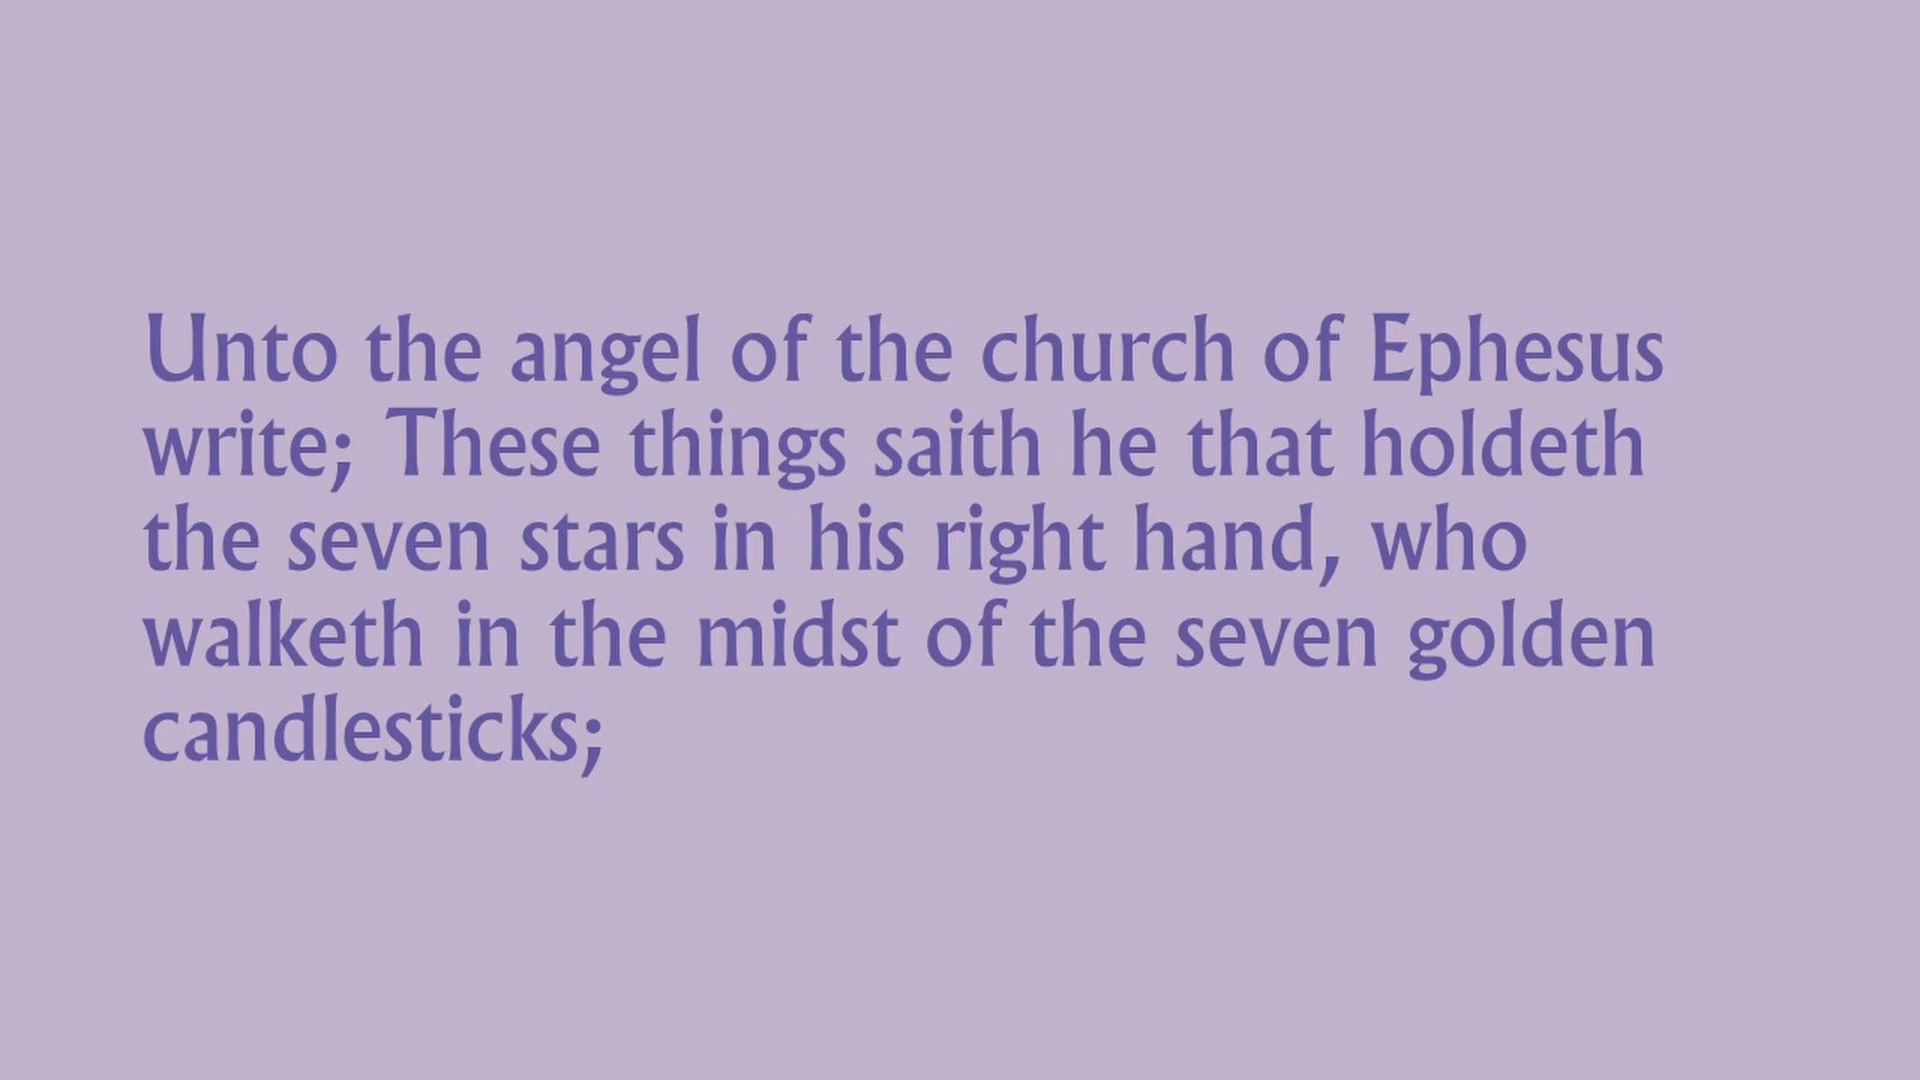 Unto the angel of the church of Ephesus
write; These things saith he that holdeth
the seven stars in his right hand, who
walketh in the midst of the seven golden
candlesticks;